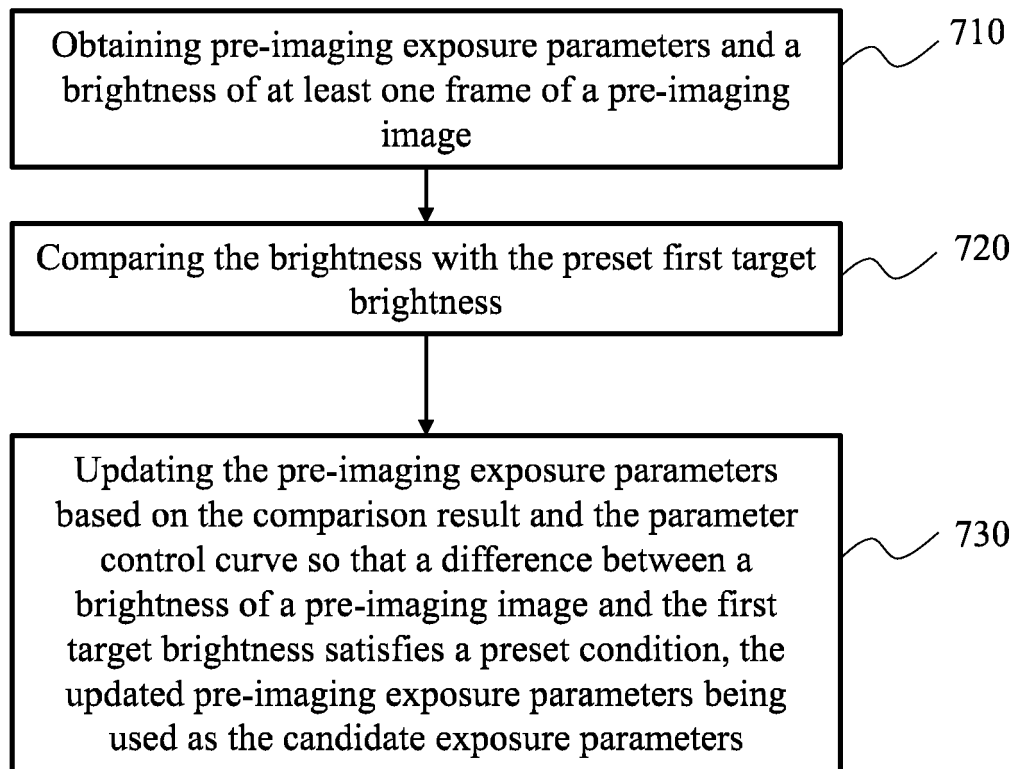 Obtaining pre-imaging exposure parameters and a
brightness of at least one frame of a pre-imaging
image
710
Comparing the brightness with the preset first target
brightness
720
Updating the pre-imaging exposure parameters
based on the comparison result and the parameter
control curve so that a difference between a
brightness of a pre-imaging image and the first
target brightness satisfies a preset condition, the
updated pre-imaging exposure parameters being
used as the candidate exposure parameters
730